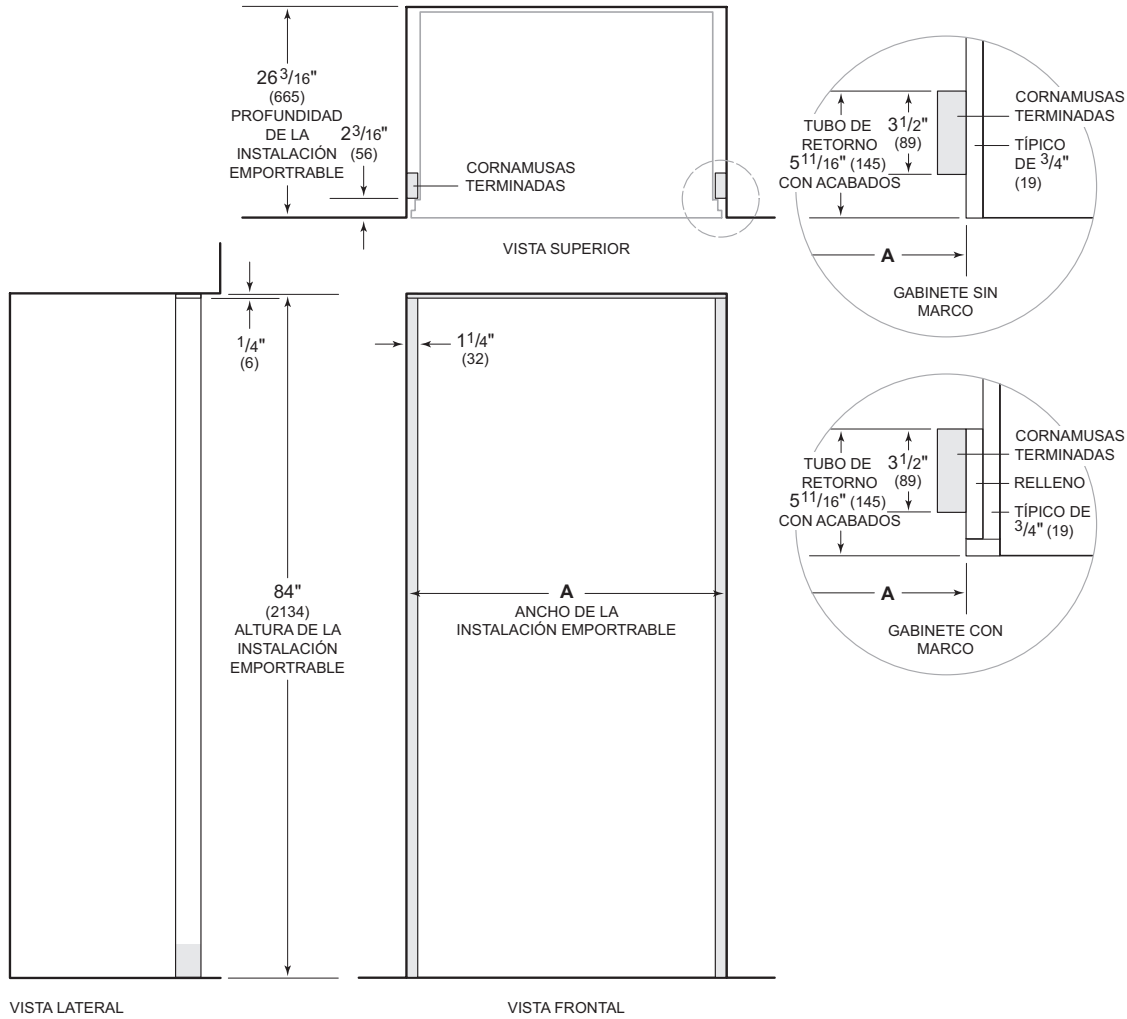 26 3/16"
(665)
PROFUNDIDAD
DE LA
INSTALACIÓN
EMPORTRABLE
2 3/16"
(56)
CORNAMUSAS
TERMINADAS
VISTA SUPERIOR
TUBO DE
RETORNO
5 11/16" (145)
CON ACABADOS
3 1/2"
(89)
CORNAMUSAS
TERMINADAS
TÍPICO
DE 3/4"
(19)
A
GABINETE SIN
MARCO
1/4"
(6)
84"
(2134)
ALTURA DE LA
INSTALACIÓN
EMPORTRABLE
VISTA LATERAL
1 1/4"
(32)
A
ANCHO DE LA
INSTALACIÓN EMPORTRABLE
VISTA FRONTAL
TUBO DE
RETORNO
5 11/16" (145)
CON ACABADOS
3 1/2"
(89)
CORNAMUSAS
TERMINADAS
RELLENO
TÍPICO DE
3/4" (19)
A
GABINETE CON
MARCO